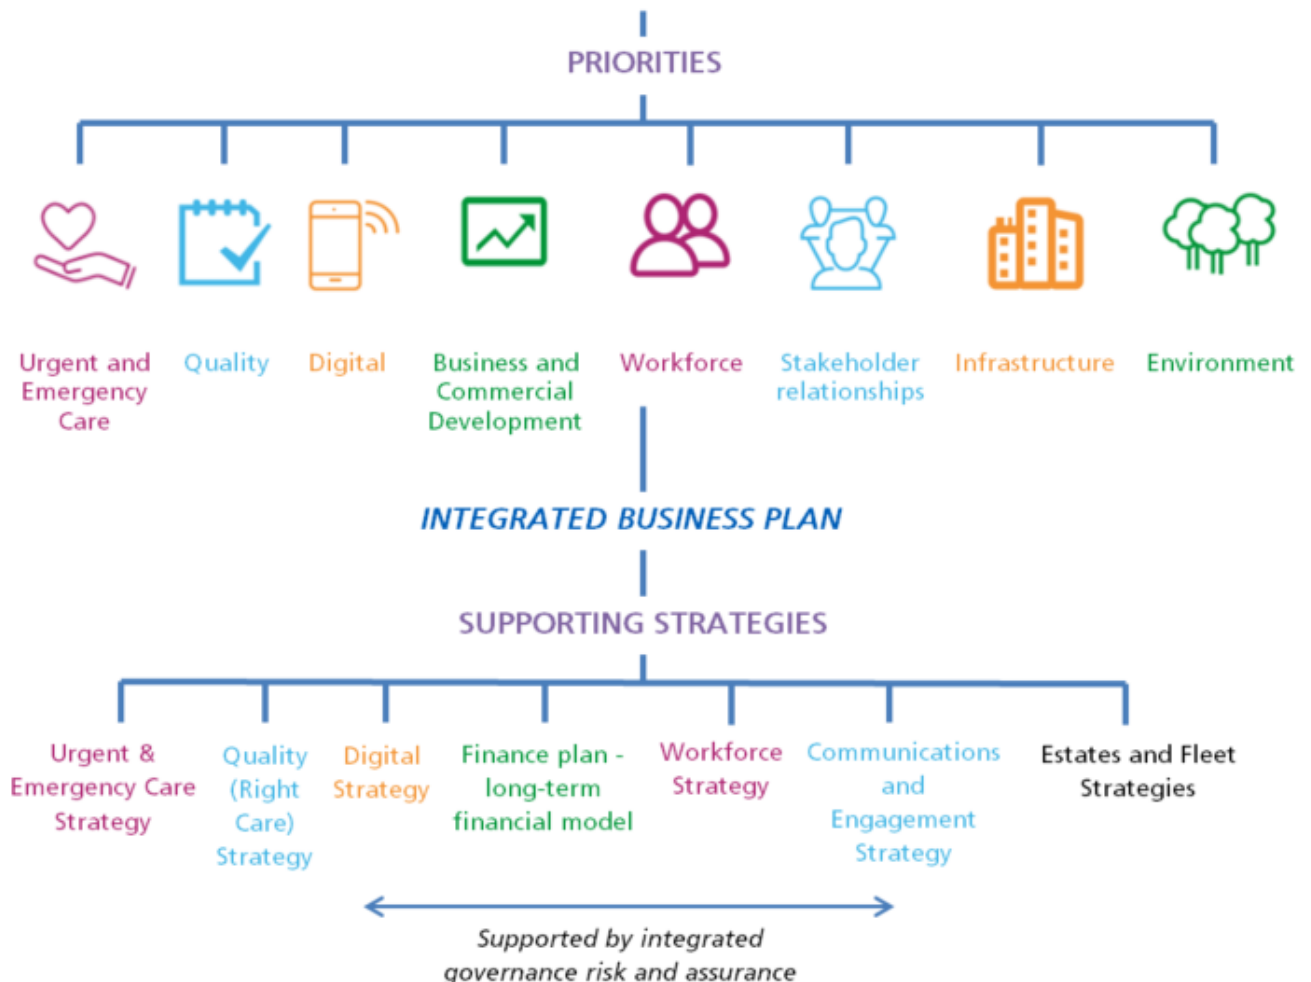 PRIORITIES
Urgent and
Emergency
Care
Quality
Digital
Business and
Commercial
Development
Workforce
Stakeholder
relationships
Infrastructure
Environment
INTEGRATED BUSINESS PLAN
SUPPORTING STRATEGIES
Urgent &
Emergency Care
Strategy
Quality
(Right
Care)
Strategy
Digital
Strategy
Finance plan -
long-term
financial model
Workforce
Strategy
Communications
and
Engagement
Strategy
Estates and Fleet
Strategies
Supported by integrated
governance risk and assurance